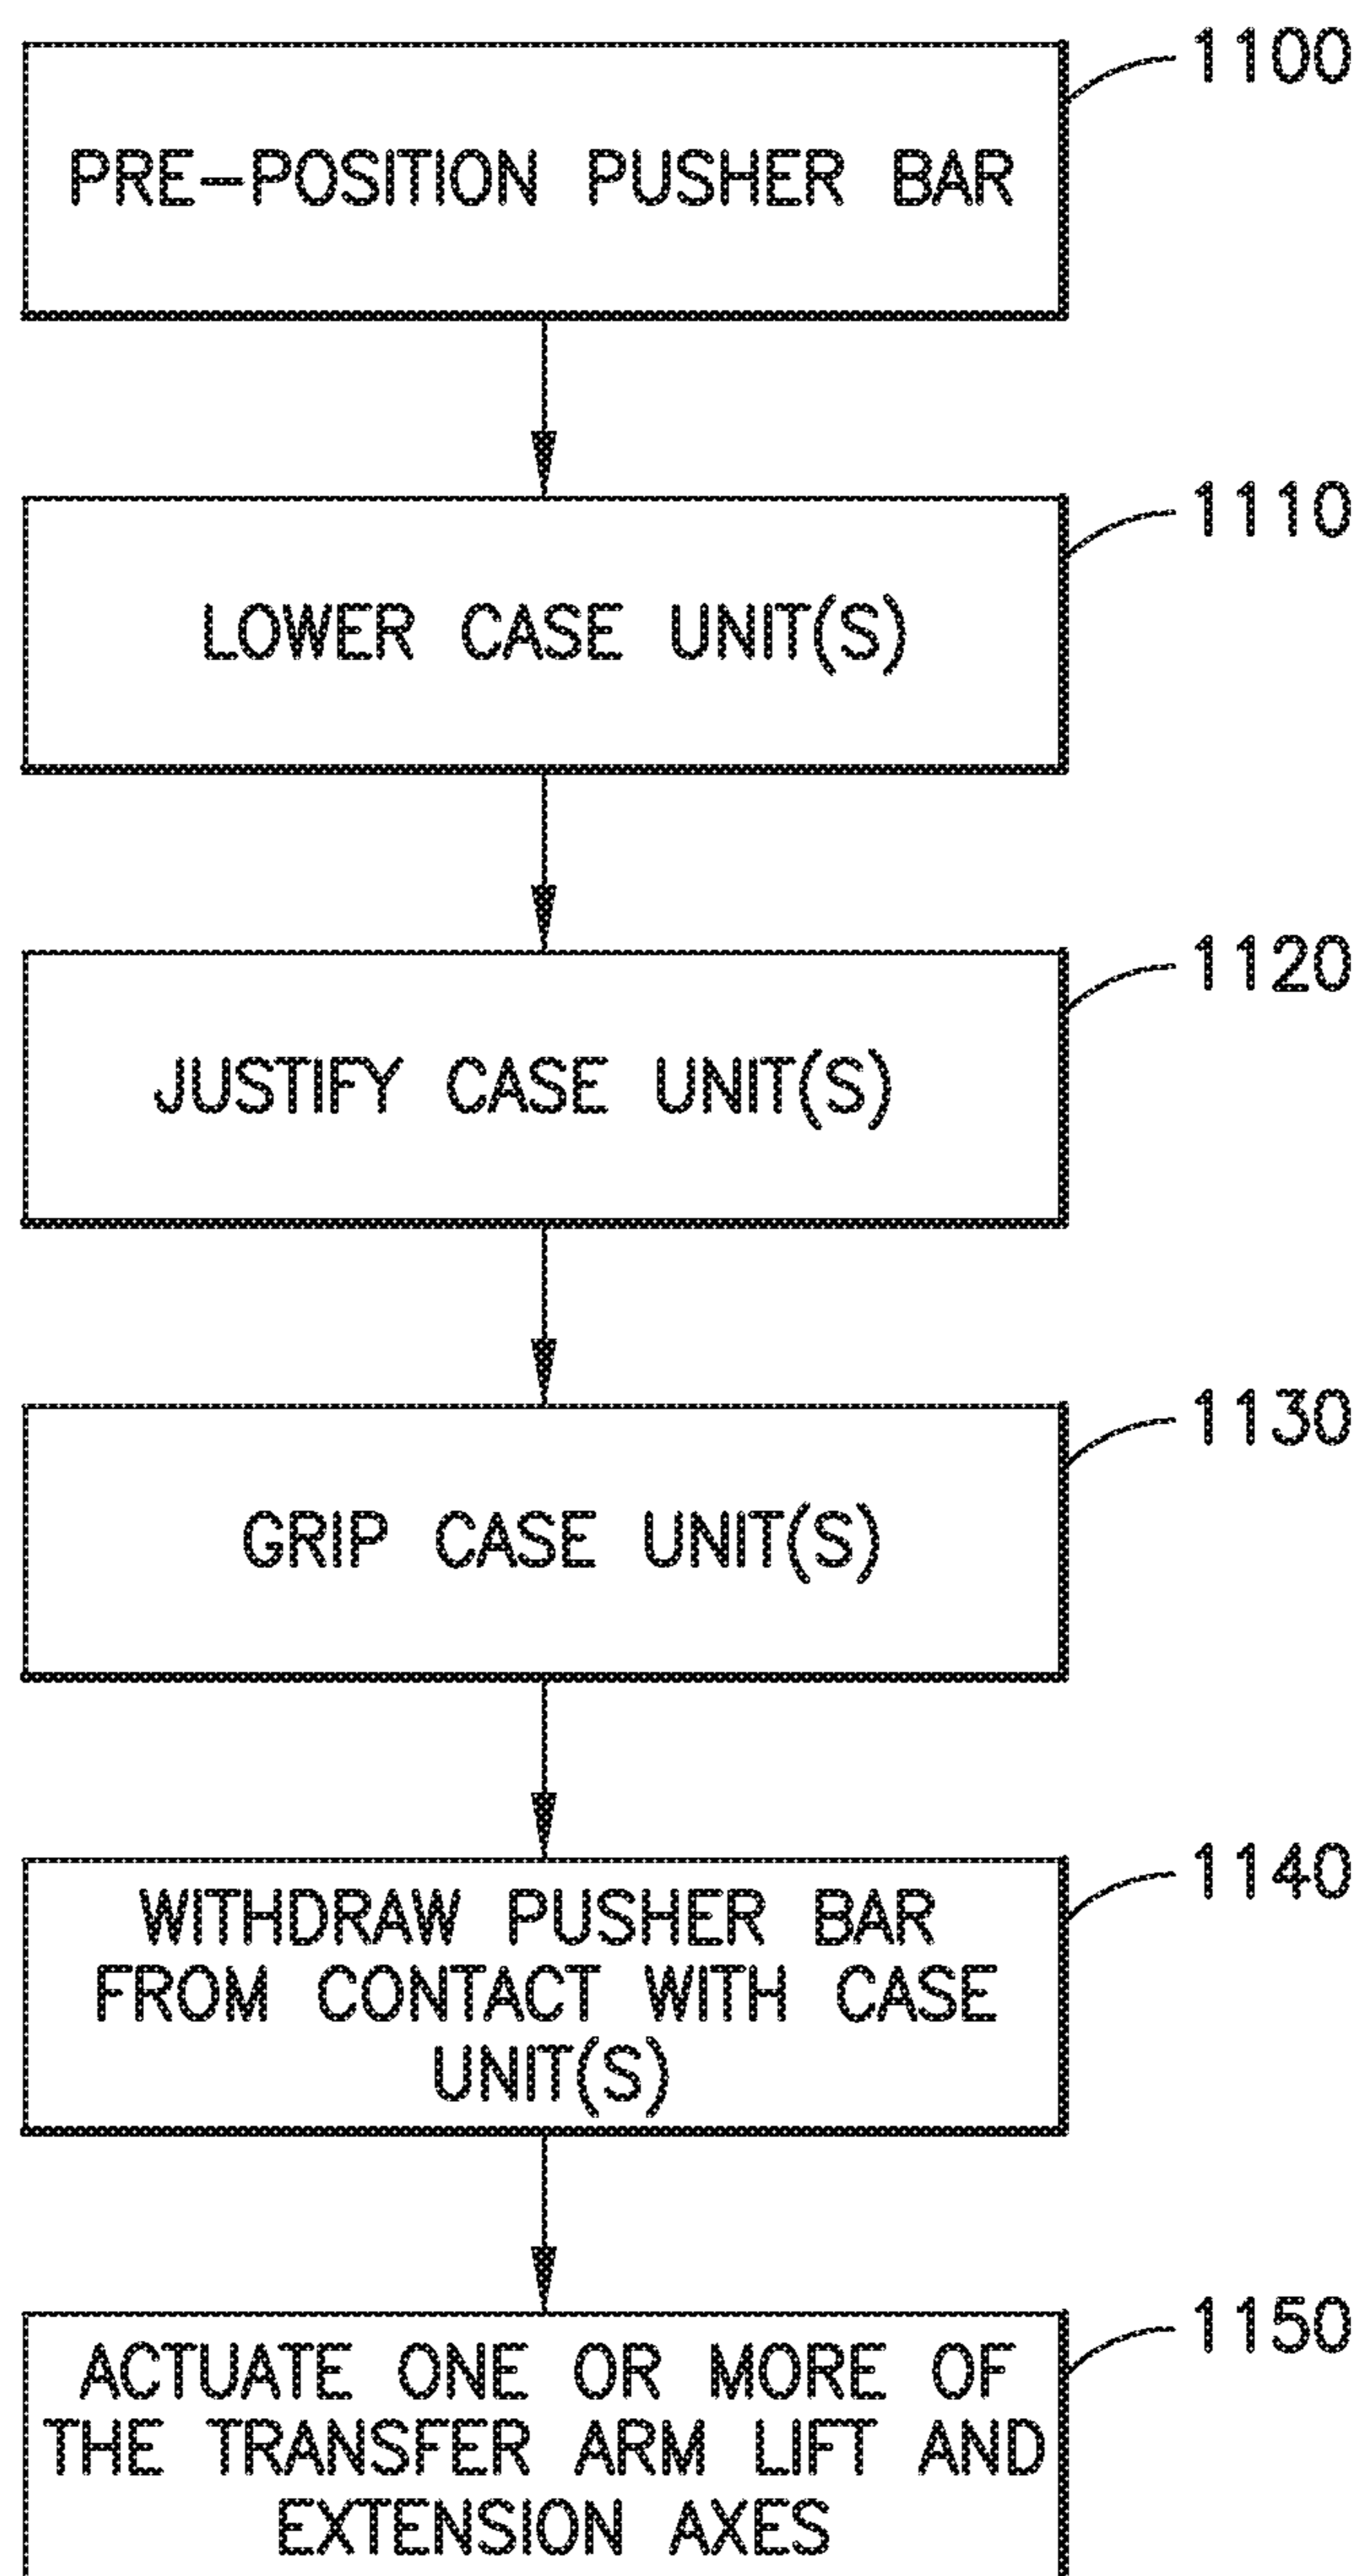 1100
PRE-POSITION PUSHER BAR
1110
LOWER CASE UNIT(S)
1120
JUSTIFY CASE UNIT(S)
1130
GRIP CASE UNIT(S)
1140
WITHDRAW PUSHER BAR
FROM CONTACT WITH CASE
UNIT(S)
1150
ACTUATE ONE OR MORE OF
THE TRANSFER ARM LIFT AND
EXTENSION AXES